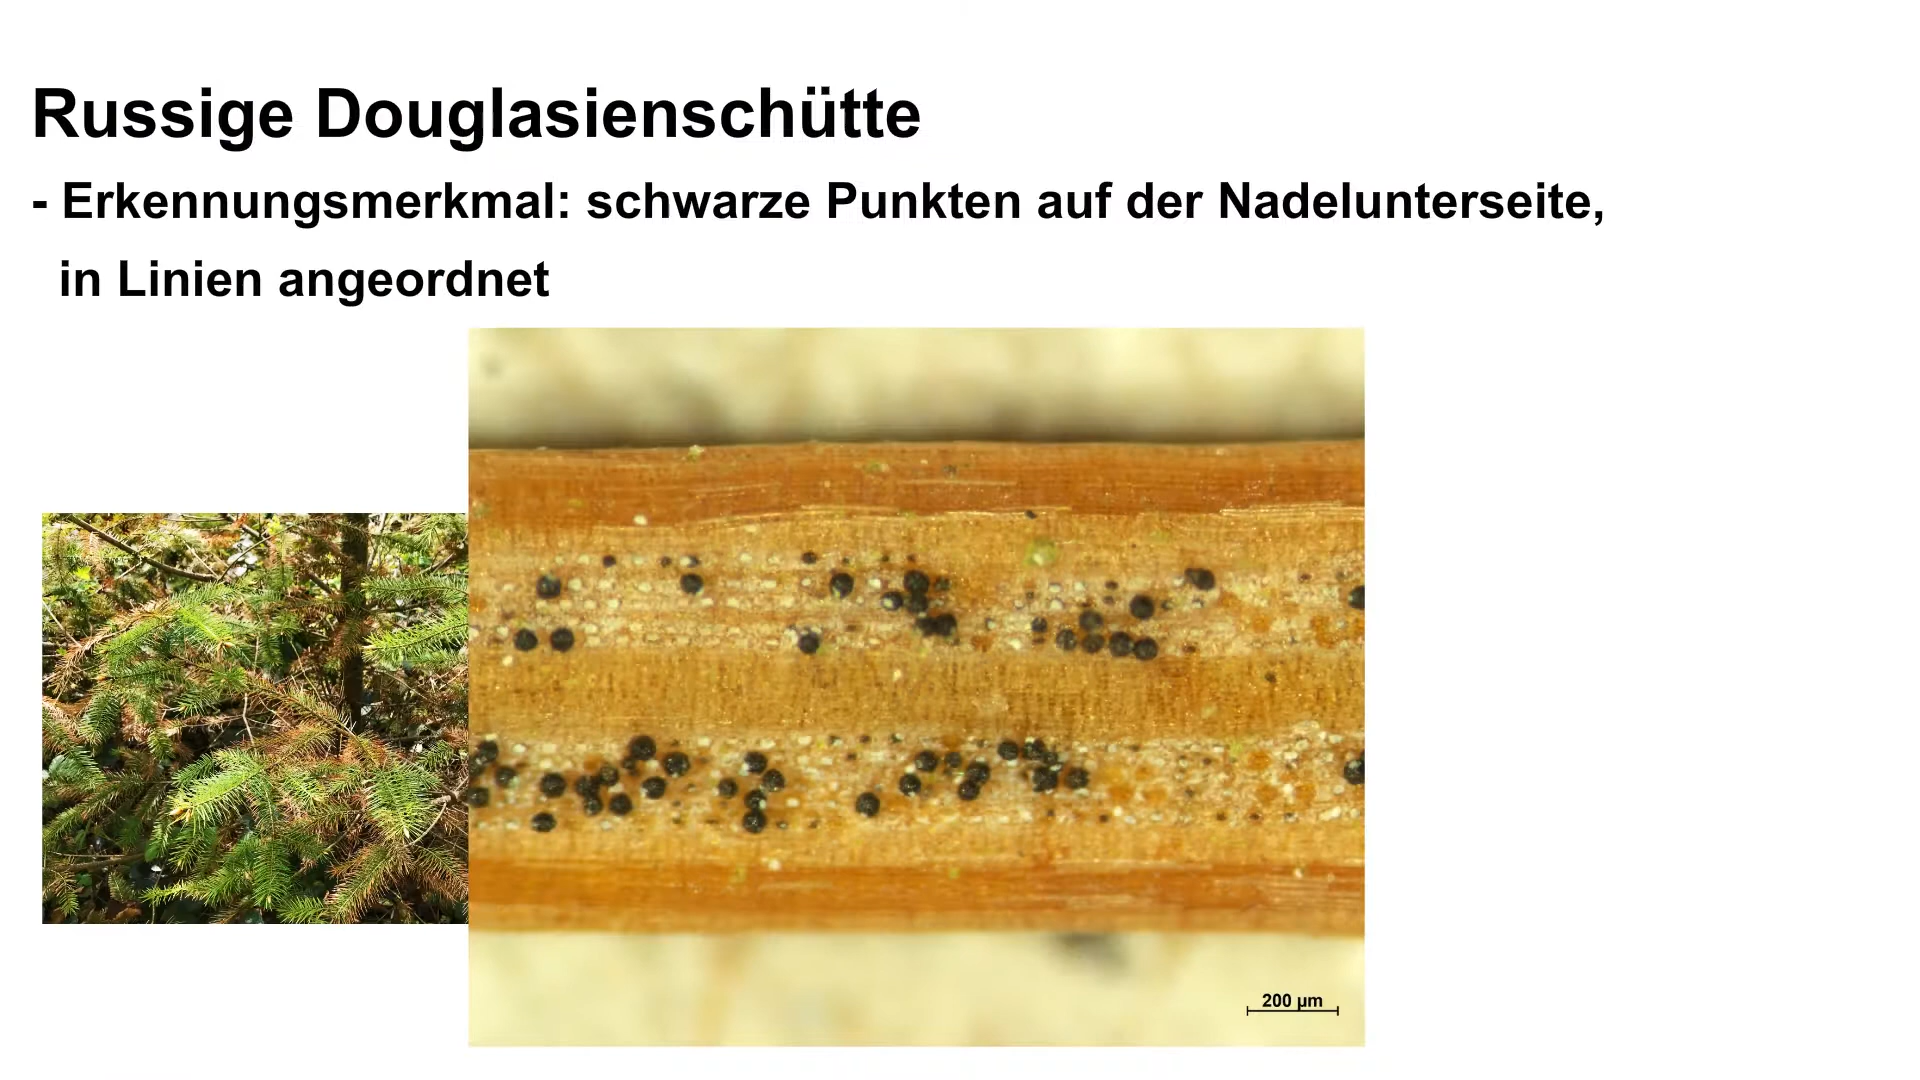 Russige Douglasienschütte
- Erkennungsmerkmal: schwarze Punkten auf der Nadelunterseite,
in Linien angeordnet
200 µm